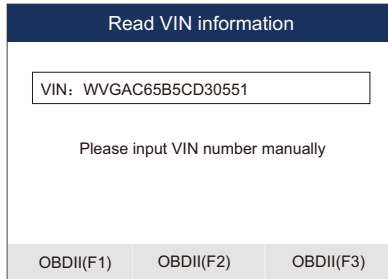 Read VIN information
VIN：WVGAC65B5CD30551
Please input VIN number manually
OBDII(F1) OBDII(F2) OBDII(F3)